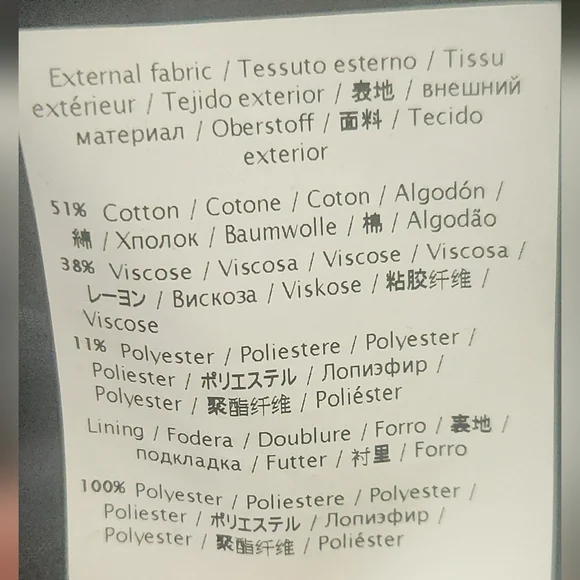 External fabric / Tessuto esterno / Tissu
extérieur / Tejido exterior / 表地 / внешний
материал / Oberstoff / 面料 / Tecido
exterior
51% Cotton / Cotone / Coton / Algodón /
綿 / Хполок / Baumwolle / 棉 / Algodão
38% Viscose / Viscosa / Viscose / Viscosa /
レーヨン / Вискоза / Viskose / 粘胶纤维 /
Viscose
11% Polyester / Poliestere / Polyester /
Poliester / ポリエステル / Лопиэфир /
Polyester / 聚酯纤维 / Poliéster
Lining / Fodera / Doublure / Forro / 裏地 /
подкладка / Futter / 衬里 / Forro
100% Polyester / Poliestere / Polyester /
Poliester / ポリエステル / Лопиэфир /
Polyester / 聚酯纤维 / Poliéster